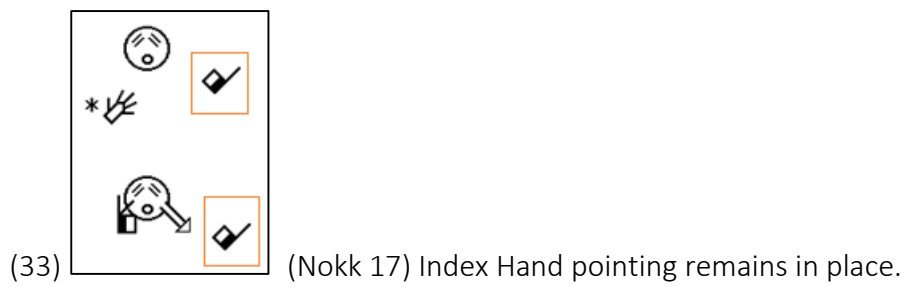 (33) (Nokk 17) Index Hand pointing remains in place.